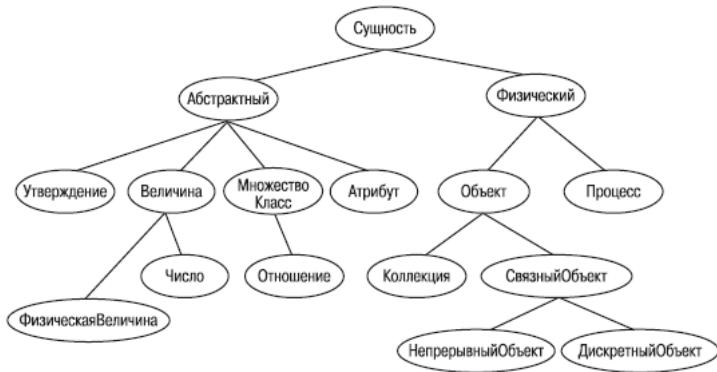 Сущность
Абстрактный
Физический
Утверждение
Величина
Множество
Класс
Атрибут
Объект
Процесс
Число
Отношение
Коллекция
СвязныйОбъект
ФизическаяВеличина
НепрерывныйОбъект
ДискретныйОбъект